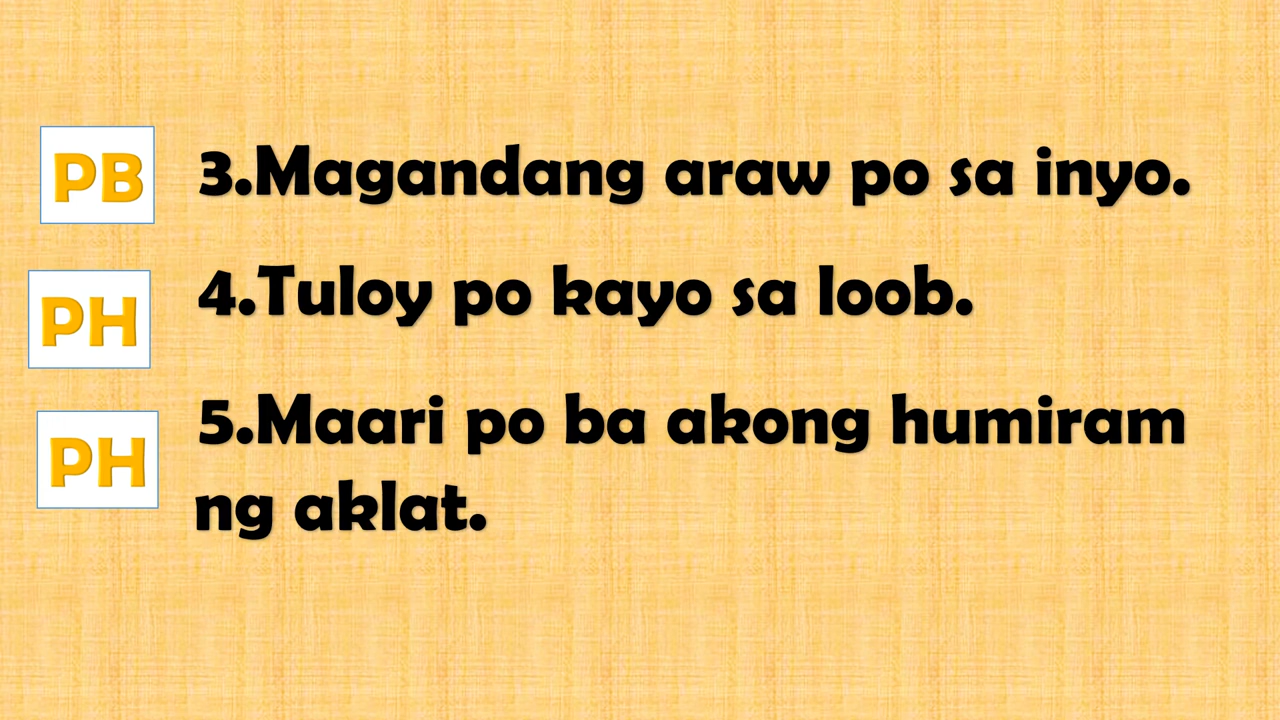 PB 3.Magandang araw po sa inyo.
PH 4.Tuloy po kayo sa loob.
PH 5.Maari po ba akong humiram
ng aklat.